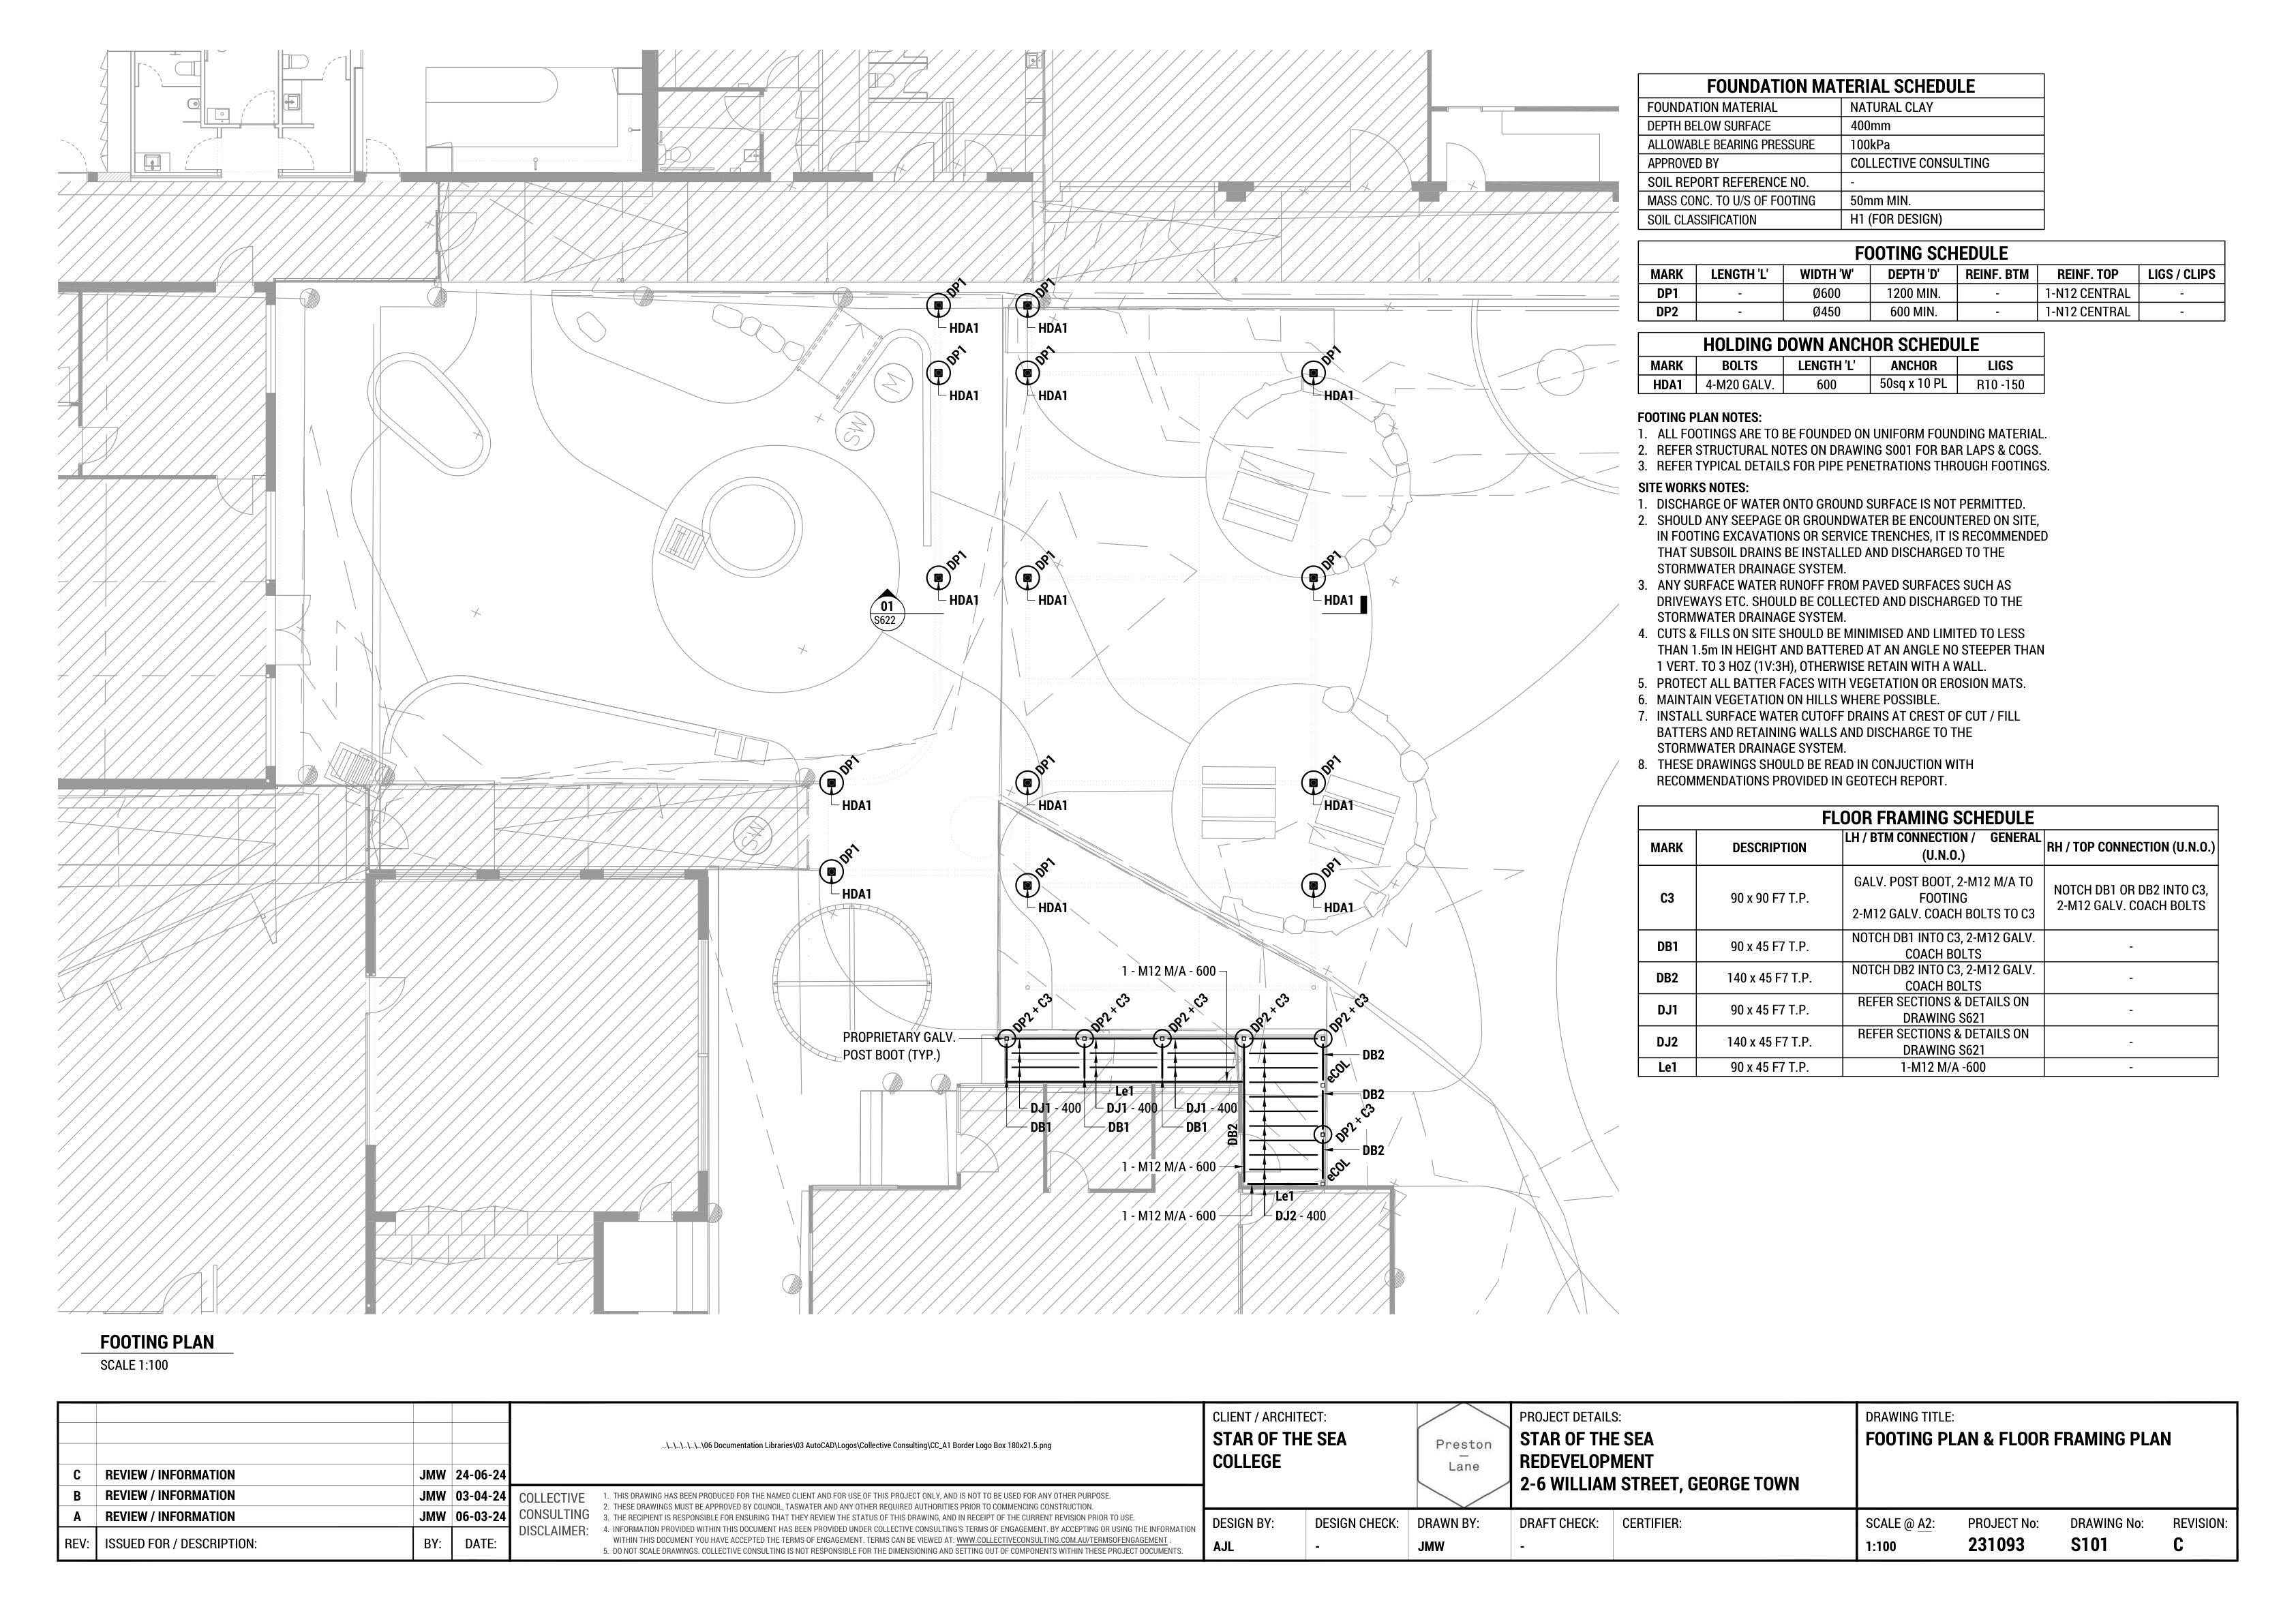 FOUNDATION MATERIAL SCHEDULE
FOUNDATION MATERIAL NATURAL CLAY
DEPTH BELOW SURFACE 400mm
ALLOWABLE BEARING PRESSURE 100kPa
APPROVED BY COLLECTIVE CONSULTING
SOIL REPORT REFERENCE NO. -
MASS CONC. TO U/S OF FOOTING 50mm MIN.
SOIL CLASSIFICATION H1 (FOR DESIGN)
FOOTING SCHEDULE
MARK LENGTH 'L' WIDTH 'W' DEPTH 'D' REINF. BTM REINF. TOP LIGS / CLIPS
DP1 - Ø600 1200 MIN. - 1-N12 CENTRAL -
DP2 - Ø450 600 MIN. - 1-N12 CENTRAL -
HOLDING DOWN ANCHOR SCHEDULE
MARK BOLTS LENGTH 'L' ANCHOR LIGS
HDA1 4-M20 GALV. 600 50sq x 10 PL R10 -150
FOOTING PLAN NOTES:
1. ALL FOOTINGS ARE TO BE FOUNDED ON UNIFORM FOUNDING MATERIAL.
2. REFER STRUCTURAL NOTES ON DRAWING S001 FOR BAR LAPS & COGS.
3. REFER TYPICAL DETAILS FOR PIPE PENETRATIONS THROUGH FOOTINGS.
SITE WORKS NOTES:
1. DISCHARGE OF WATER ONTO GROUND SURFACE IS NOT PERMITTED.
2. SHOULD ANY SEEPAGE OR GROUNDWATER BE ENCOUNTERED ON SITE,
IN FOOTING EXCAVATIONS OR SERVICE TRENCHES, IT IS RECOMMENDED
THAT SUBSOIL DRAINS BE INSTALLED AND DISCHARGED TO THE
STORMWATER DRAINAGE SYSTEM.
3. ANY SURFACE WATER RUNOFF FROM PAVED SURFACES SUCH AS
DRIVEWAYS ETC. SHOULD BE COLLECTED AND DISCHARGED TO THE
STORMWATER DRAINAGE SYSTEM.
4. CUTS & FILLS ON SITE SHOULD BE MINIMISED AND LIMITED TO LESS
THAN 1.5m IN HEIGHT AND BATTERED AT AN ANGLE NO STEEPER THAN
1 VERT. TO 3 HOZ (1V:3H), OTHERWISE RETAIN WITH A WALL.
5. PROTECT ALL BATTER FACES WITH VEGETATION OR EROSION MATS.
6. MAINTAIN VEGETATION ON HILLS WHERE POSSIBLE.
7. INSTALL SURFACE WATER CUTOFF DRAINS AT CREST OF CUT / FILL
BATTERS AND RETAINING WALLS AND DISCHARGE TO THE
STORMWATER DRAINAGE SYSTEM.
8. THESE DRAWINGS SHOULD BE READ IN CONJUCTION WITH
RECOMMENDATIONS PROVIDED IN GEOTECH REPORT.
FLOOR FRAMING SCHEDULE
MARK DESCRIPTION LH / BTM CONNECTION / GENERAL (U.N.O.) RH / TOP CONNECTION (U.N.O.)
C3 90 x 90 F7 T.P. GALV. POST BOOT, 2-M12 M/A TO FOOTING 2-M12 GALV. COACH BOLTS TO C3 NOTCH DB1 OR DB2 INTO C3, 2-M12 GALV. COACH BOLTS
DB1 90 x 45 F7 T.P. NOTCH DB1 INTO C3, 2-M12 GALV. COACH BOLTS -
DB2 140 x 45 F7 T.P. NOTCH DB2 INTO C3, 2-M12 GALV. COACH BOLTS -
DJ1 90 x 45 F7 T.P. REFER SECTIONS & DETAILS ON DRAWING S621 -
DJ2 140 x 45 F7 T.P. REFER SECTIONS & DETAILS ON DRAWING S621 -
Le1 90 x 45 F7 T.P. 1-M12 M/A -600 -
DP1 DP1
HDA1 HDA1
DP1 DP1 DP1
HDA1 HDA1 HDA1
M
SW
DP1 DP1 DP1
HDA1 HDA1 HDA1
01
S622
DP1 DP1 DP1
HDA1 HDA1 HDA1
SW
DP1 DP1 DP1
HDA1 HDA1 HDA1
1 - M12 M/A - 600
DP2 + C3 DP2 + C3 DP2 + C3 DP2 + C3 DP2 + C3
PROPRIETARY GALV.
POST BOOT (TYP.)
DB2
eCOL
Le1
DB2
DJ1 - 400 DJ1 - 400 DJ1 - 400
DB1 DB1 DB1
DB2
DP2 + C3
DB2
1 - M12 M/A - 600
eCOL
Le1
1 - M12 M/A - 600
DJ2 - 400
FOOTING PLAN
SCALE 1:100
C REVIEW / INFORMATION JMW 24-06-24
B REVIEW / INFORMATION JMW 03-04-24
A REVIEW / INFORMATION JMW 06-03-24
REV: ISSUED FOR / DESCRIPTION: BY: DATE:
..\..\..\..\..\..\06 Documentation Libraries\03 AutoCAD\Logos\Collective Consulting\CC_A1 Border Logo Box 180x21.5.png
COLLECTIVE
CONSULTING
DISCLAIMER:
1. THIS DRAWING HAS BEEN PRODUCED FOR THE NAMED CLIENT AND FOR USE OF THIS PROJECT ONLY, AND IS NOT TO BE USED FOR ANY OTHER PURPOSE.
2. THESE DRAWINGS MUST BE APPROVED BY COUNCIL, TASWATER AND ANY OTHER REQUIRED AUTHORITIES PRIOR TO COMMENCING CONSTRUCTION.
3. THE RECIPIENT IS RESPONSIBLE FOR ENSURING THAT THEY REVIEW THE STATUS OF THIS DRAWING, AND IN RECEIPT OF THE CURRENT REVISION PRIOR TO USE.
4. INFORMATION PROVIDED WITHIN THIS DOCUMENT HAS BEEN PROVIDED UNDER COLLECTIVE CONSULTING'S TERMS OF ENGAGEMENT. BY ACCEPTING OR USING THE INFORMATION
WITHIN THIS DOCUMENT YOU HAVE ACCEPTED THE TERMS OF ENGAGEMENT. TERMS CAN BE VIEWED AT: WWW.COLLECTIVECONSULTING.COM.AU/TERMSOFENGAGEMENT .
5. DO NOT SCALE DRAWINGS. COLLECTIVE CONSULTING IS NOT RESPONSIBLE FOR THE DIMENSIONING AND SETTING OUT OF COMPONENTS WITHIN THESE PROJECT DOCUMENTS.
CLIENT / ARCHITECT:
STAR OF THE SEA
COLLEGE
Preston
—
Lane
PROJECT DETAILS:
STAR OF THE SEA
REDEVELOPMENT
2-6 WILLIAM STREET, GEORGE TOWN
DRAWING TITLE:
FOOTING PLAN & FLOOR FRAMING PLAN
DESIGN BY: DESIGN CHECK: DRAWN BY: DRAFT CHECK: CERTIFIER:
AJL - JMW -
SCALE @ A2: PROJECT No: DRAWING No: REVISION:
1:100 231093 S101 C